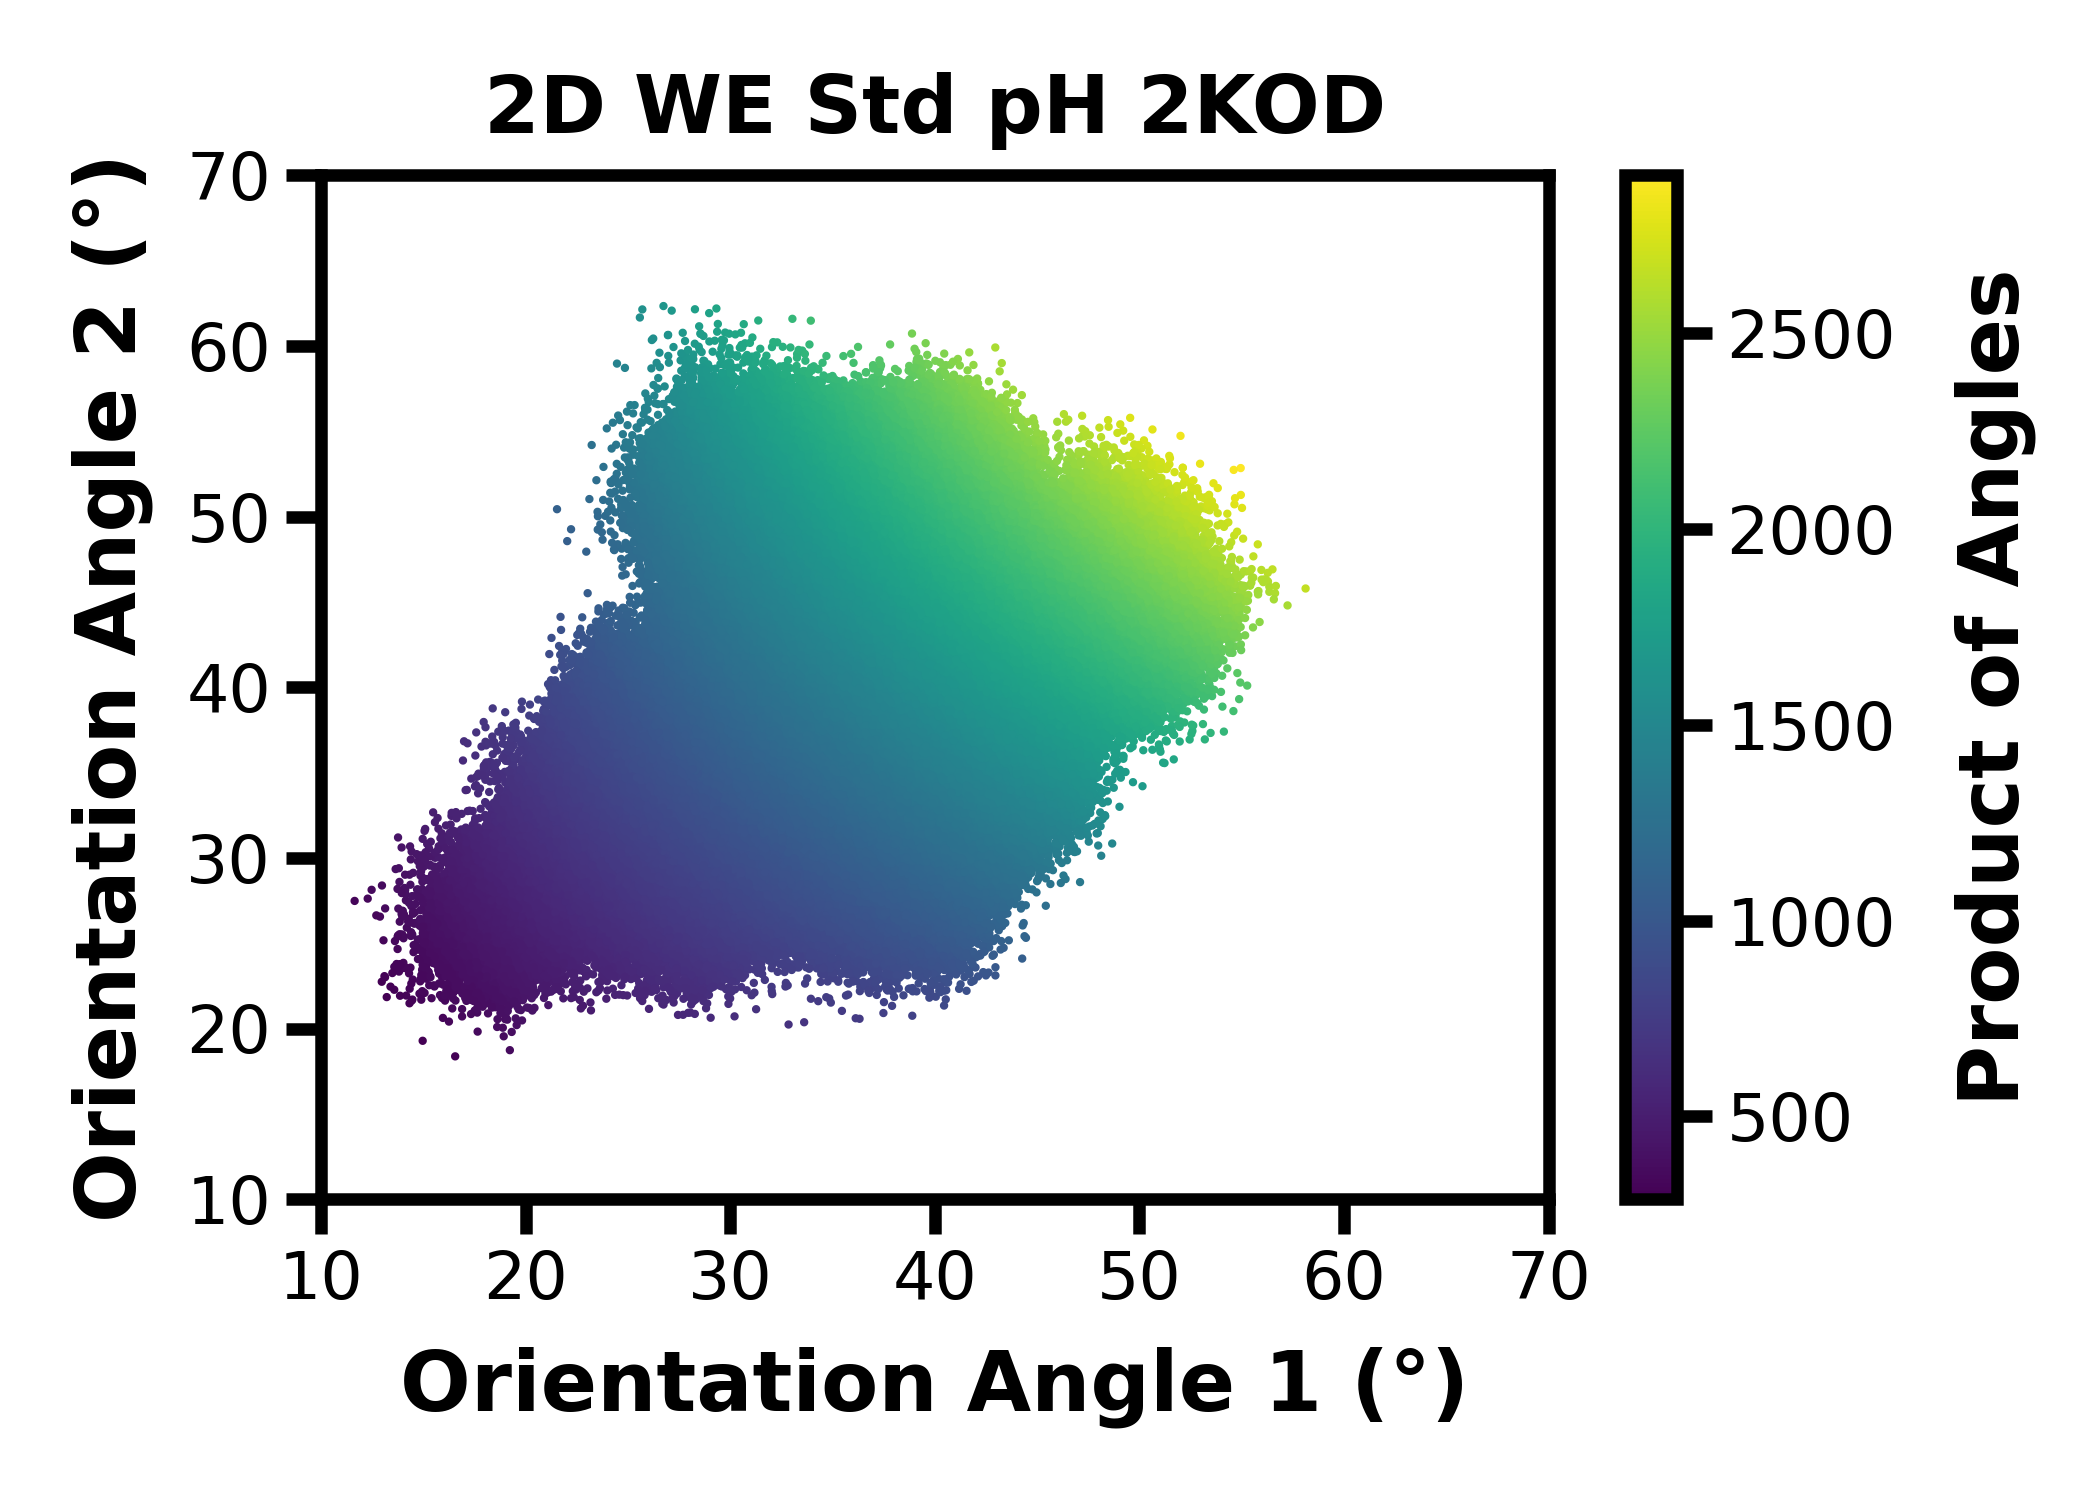 2D WE Std pH 2KOD
Orientation Angle 2 (°)
70
60
50
40
30
20
10
10 20 30 40 50 60 70
Orientation Angle 1 (°)
2500
2000
1500
1000
500
Product of Angles